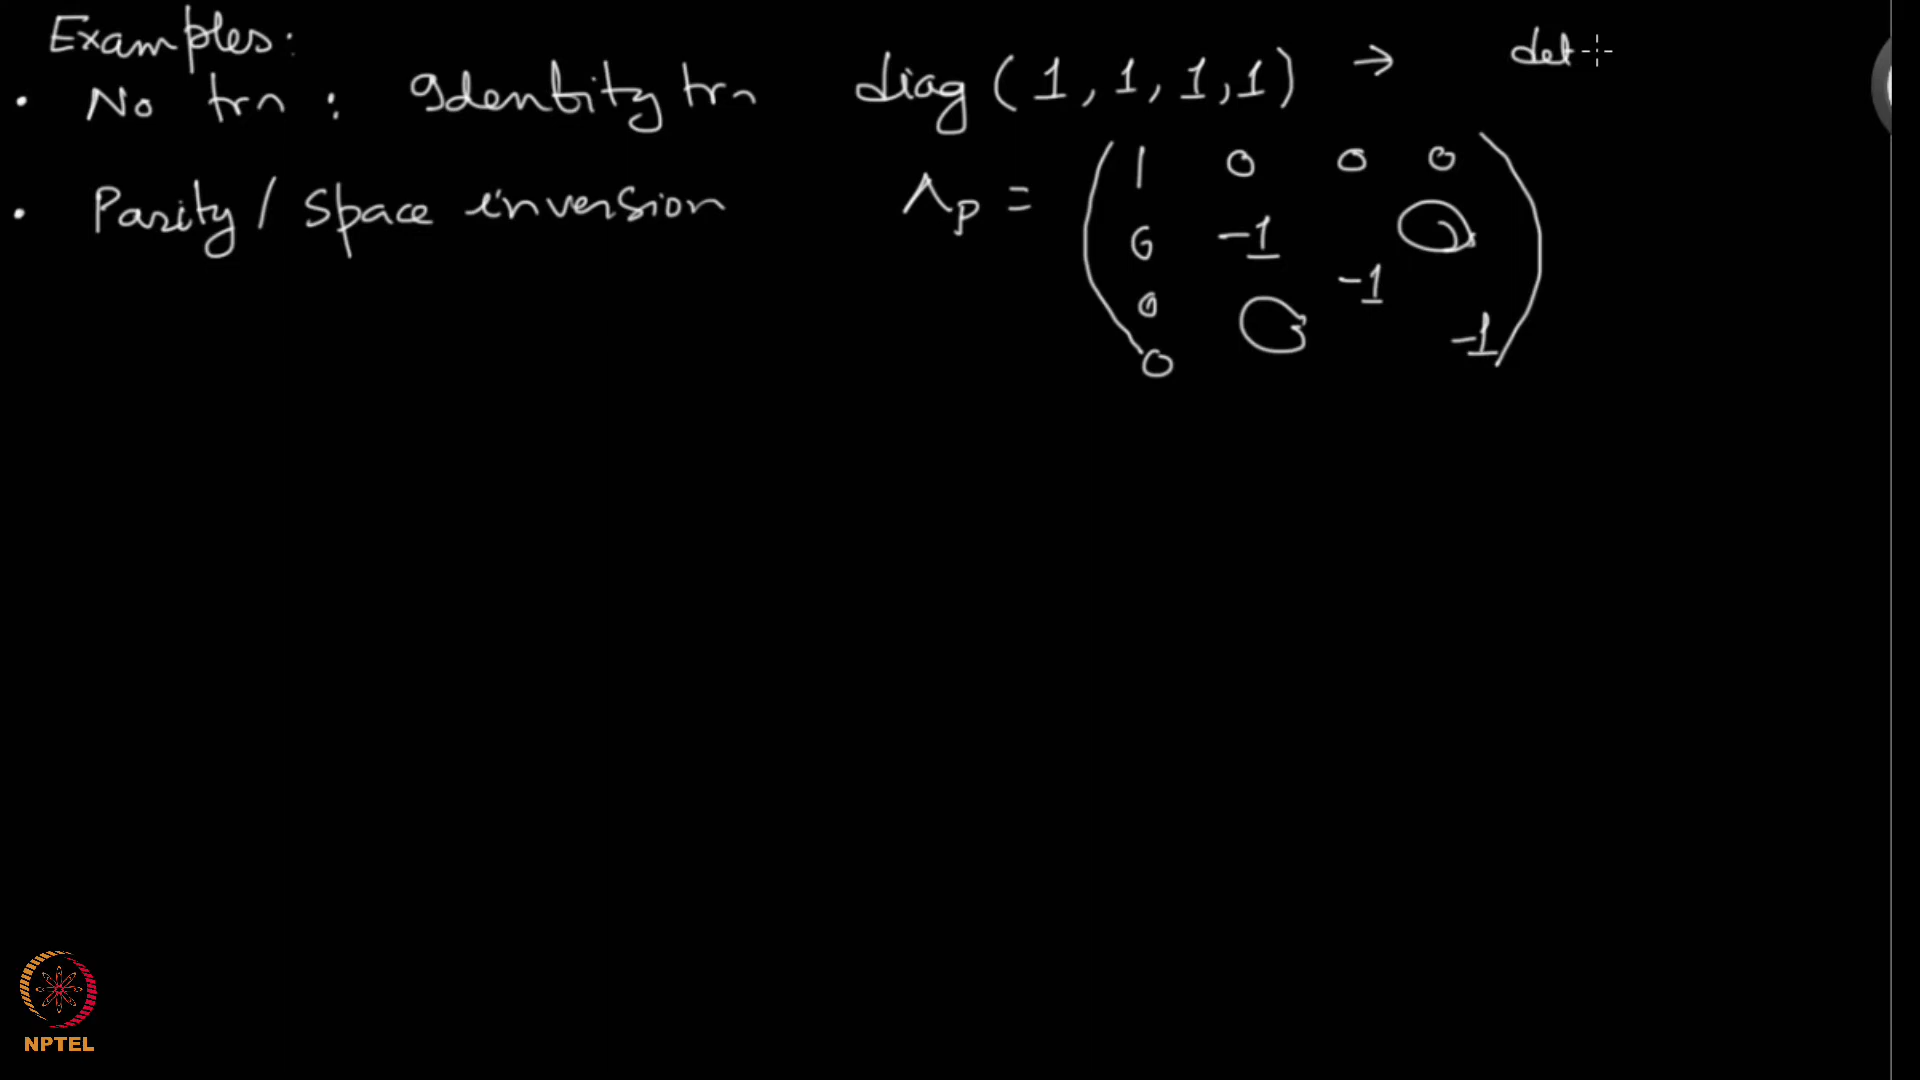 Examples:
• No trn : Identity trn diag (1, 1, 1, 1) → det
• Parity / Space inversion Λp =
1 0 0 0
0 -1 0
0 0 -1
0 -1
NPTEL